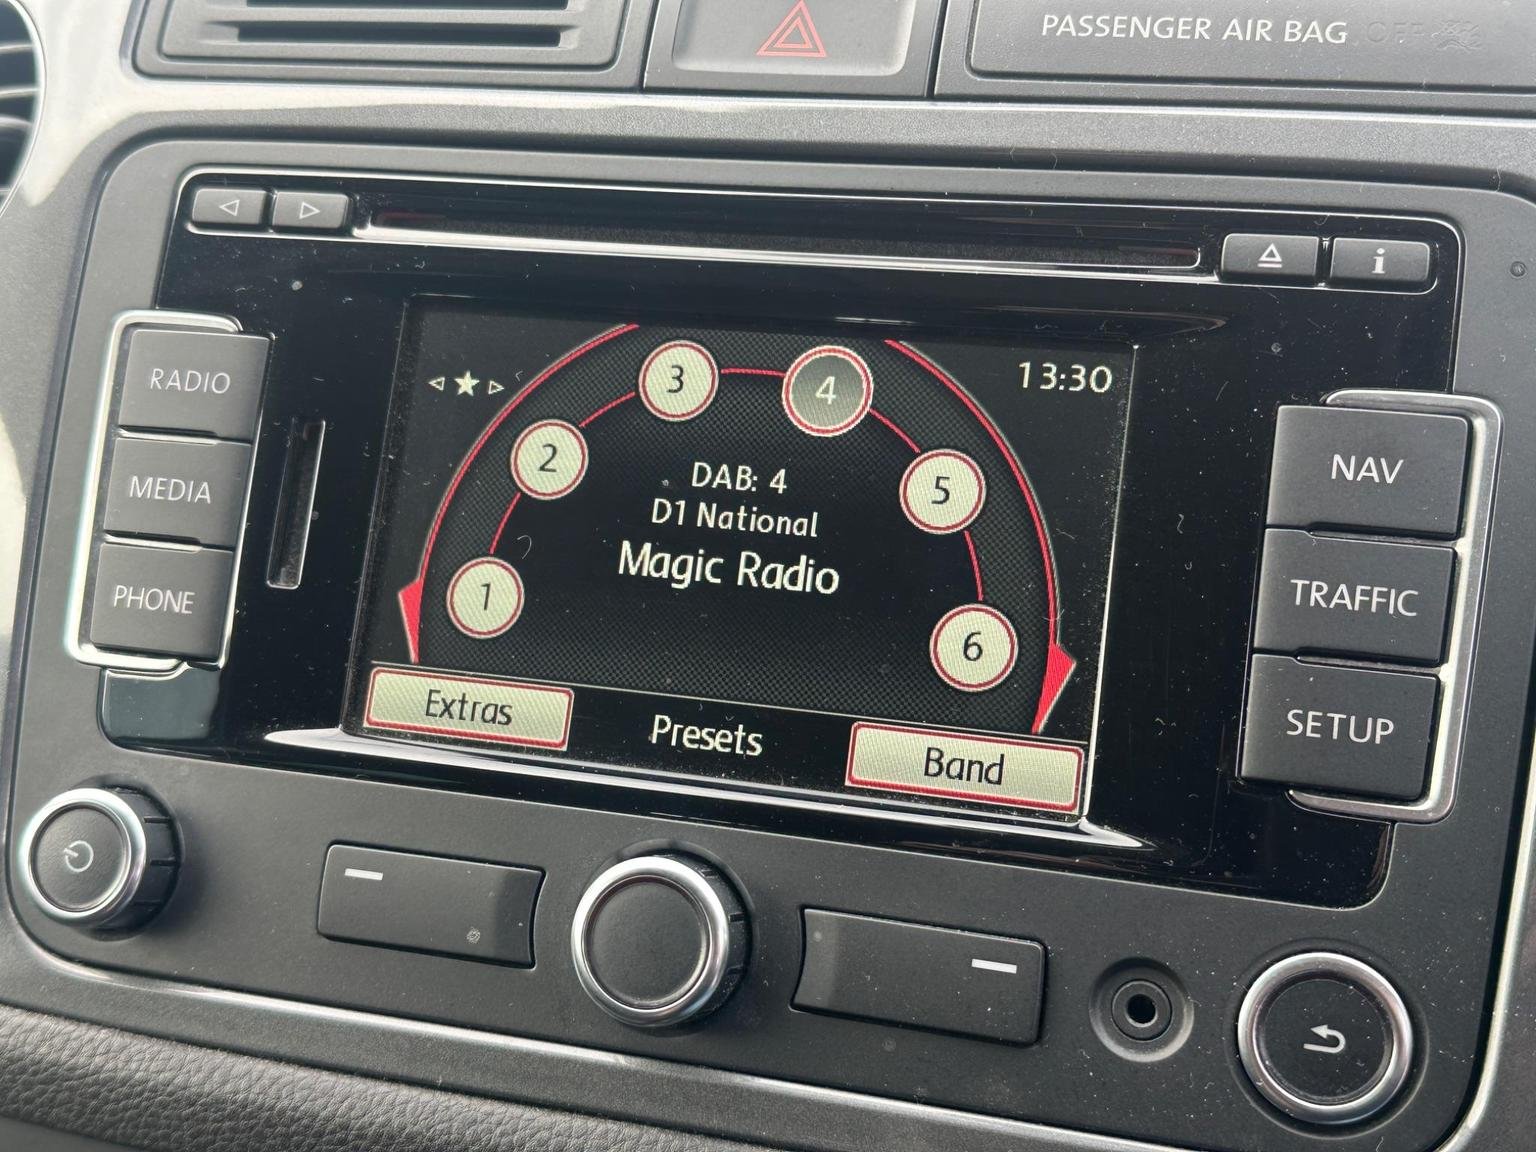 PASSENGER AIR BAG OFF
RADIO
MEDIA
PHONE
i
13:30
1
2
3
4
5
6
DAB: 4
D1 National
Magic Radio
Extras
Presets
Band
NAV
TRAFFIC
SETUP